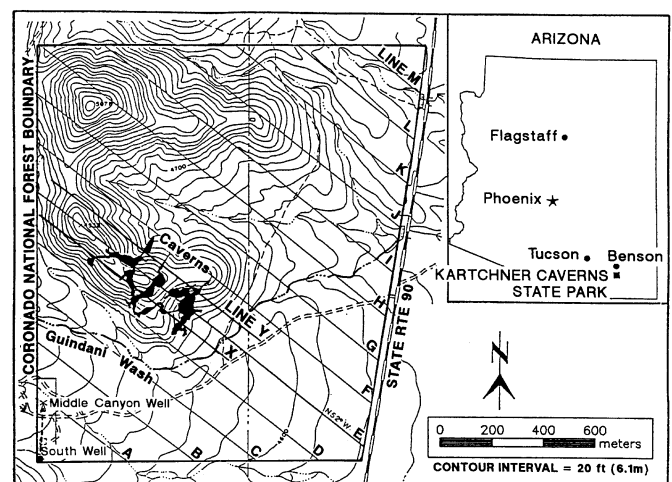 CORONADO NATIONAL FOREST BOUNDARY
LINE M
L
K
J
I
H
G
F
E
D
C
B
A
X
LINE Y
Caverns
4700
4600
N52°W
Guindani Wash
Middle Canyon Well
South Well
STATE RTE 90
ARIZONA
Flagstaff
Phoenix
Tucson
Benson
KARTCHNER CAVERNS
STATE PARK
N
0 200 400 600
meters
CONTOUR INTERVAL = 20 ft (6.1m)